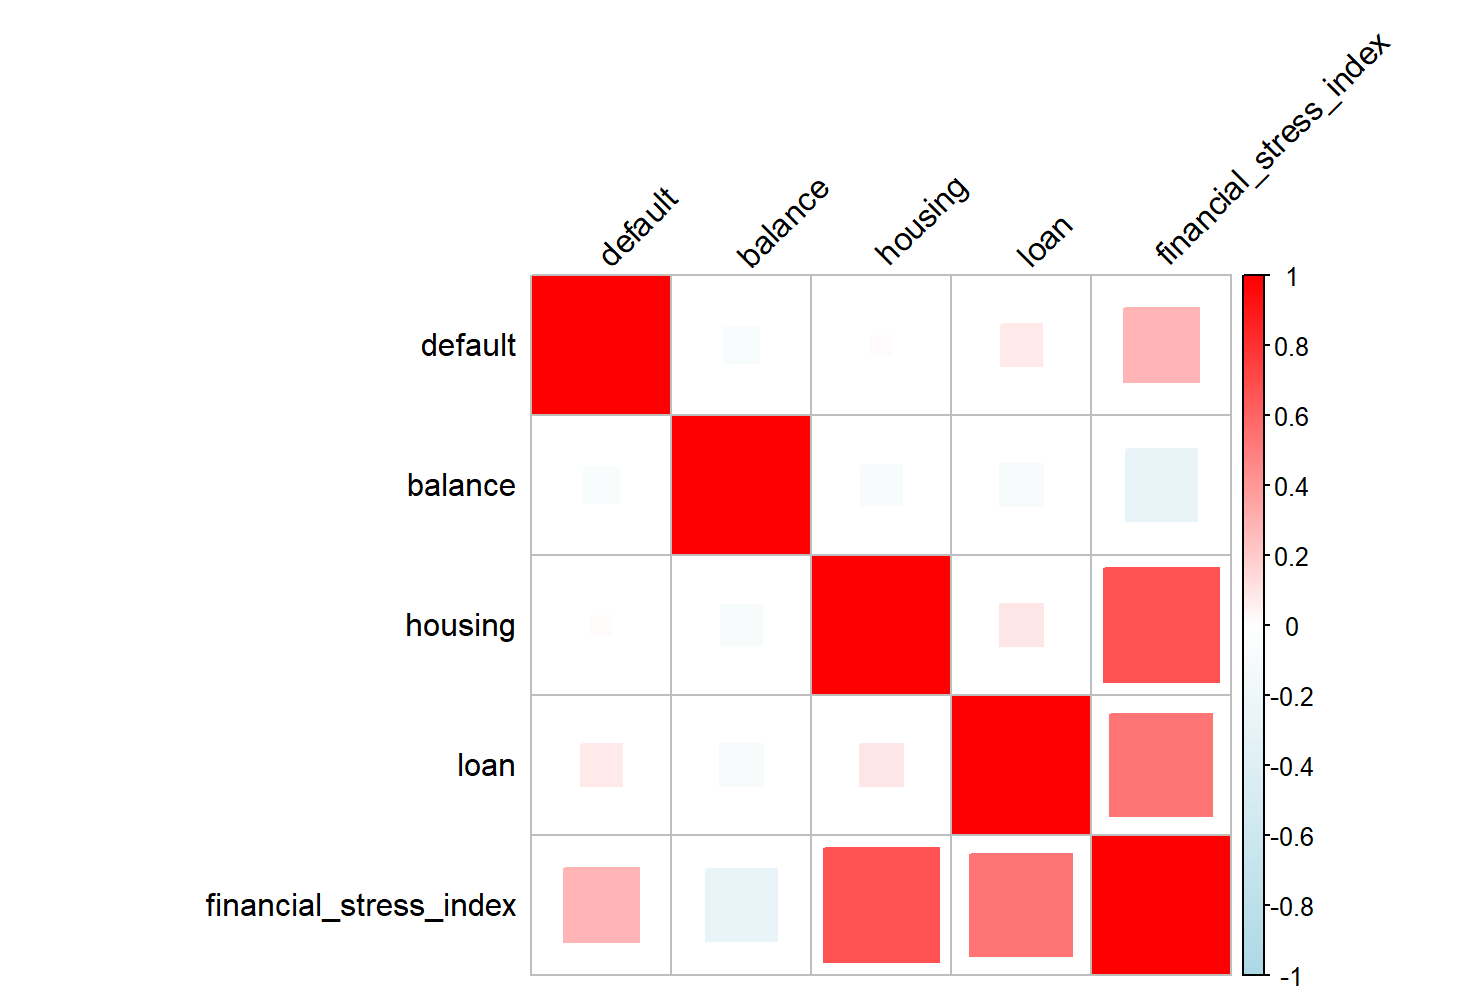 default
balance
housing
loan
financial_stress_index
default
balance
housing
loan
financial_stress_index
1
0.8
0.6
0.4
0.2
0
-0.2
-0.4
-0.6
-0.8
-1